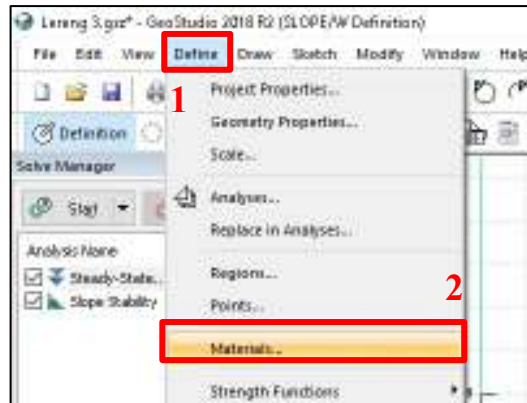 Lereng 3.gsz* - GeoStudio 2018 R2 (SLOPE/W Definition)
File Edit View Define Draw Sketch Modify Window Help
1
Project Properties...
Geometry Properties...
Definition
Scale...
Solve Manager
Start
Analyses...
Replace in Analyses...
Analysis Name
Steady-State...
Regions...
2
Slope Stability
Points...
Materials...
Strength Functions